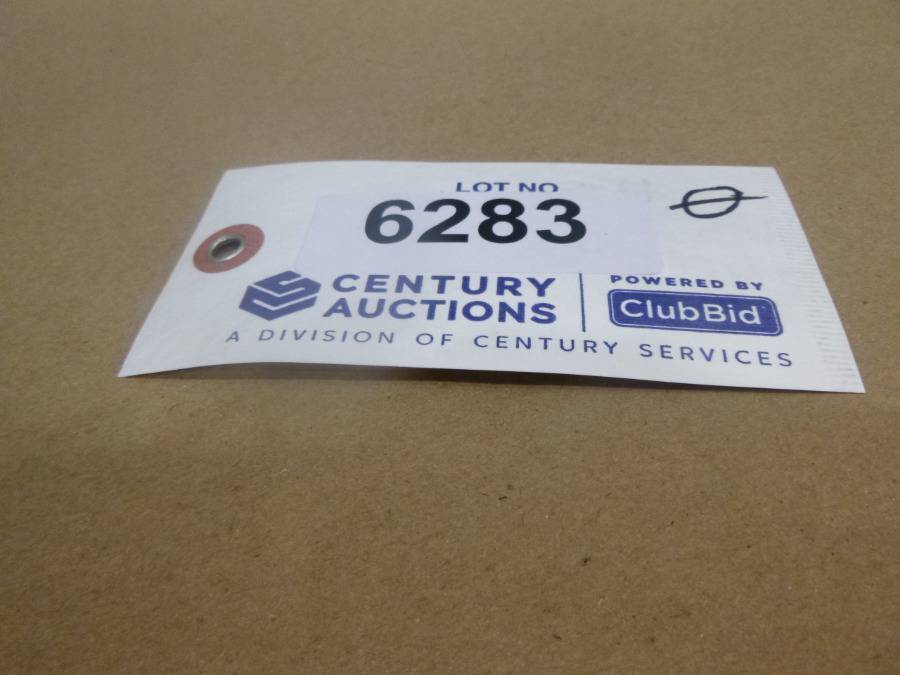 LOT NO
6283
CENTURY
AUCTIONS
POWERED BY
ClubBid
A DIVISION OF CENTURY SERVICES